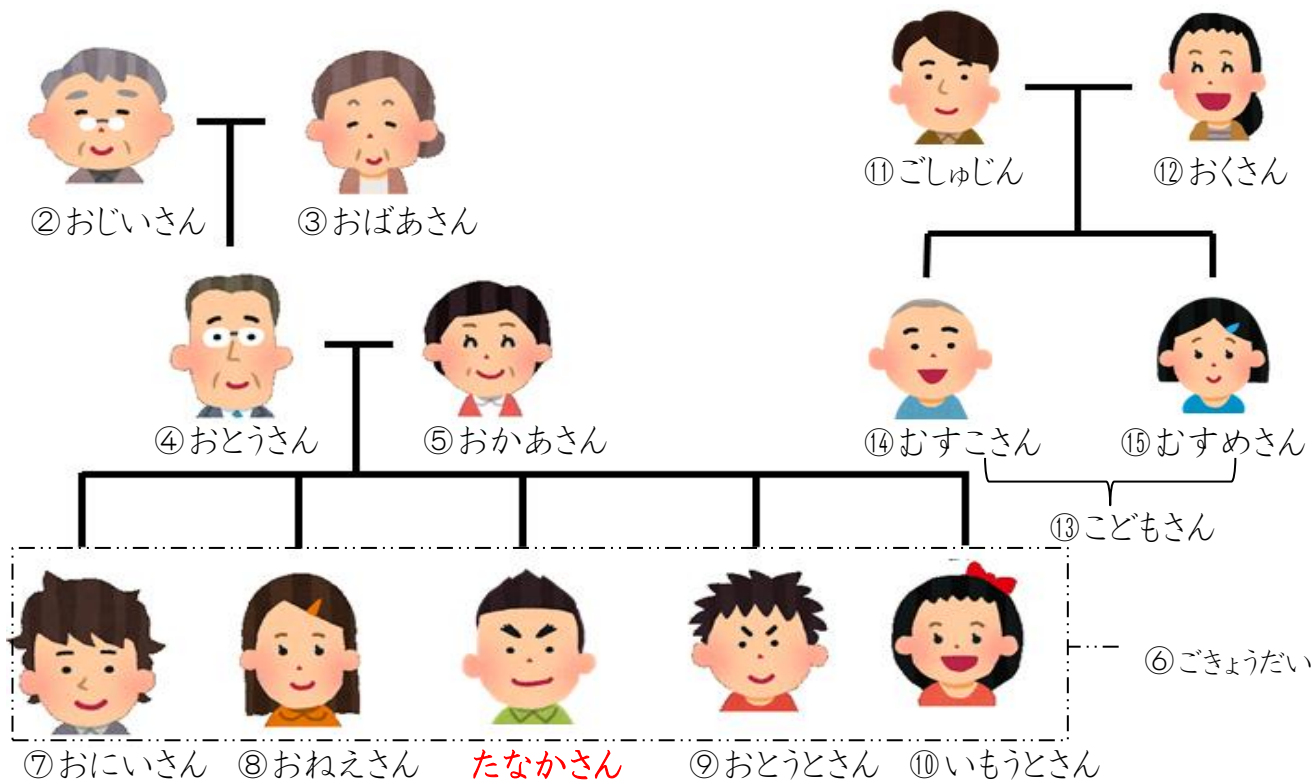 ⑪ごしゅじん
⑫おくさん
②おじいさん
③おばあさん
④おとうさん
⑤おかあさん
⑭むすこさん
⑮むすめさん
⑬こどもさん
⑥ごきょうだい
⑦おにいさん
⑧おねえさん
たなかさん
⑨おとうとさん
⑩いもうとさん